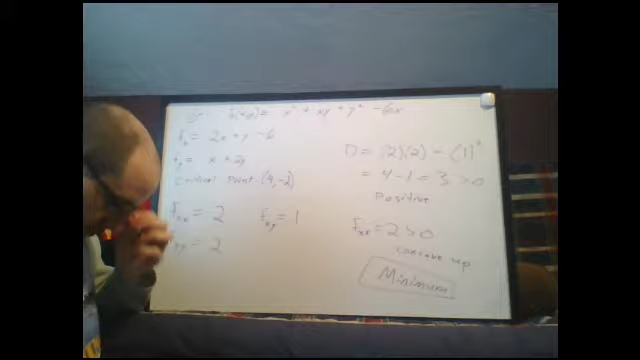 f(x,y) = x² + xy + y² - 6x
fx = 2x + y - 6
fy = x + 2y
Critical Point (4,-2)
fxx = 2 fxy = 1
fyy = 2
D = (2)(2) - (1)²
= 4 - 1 = 3 > 0
Positive
fxx = 2 > 0
concave up
Minimum